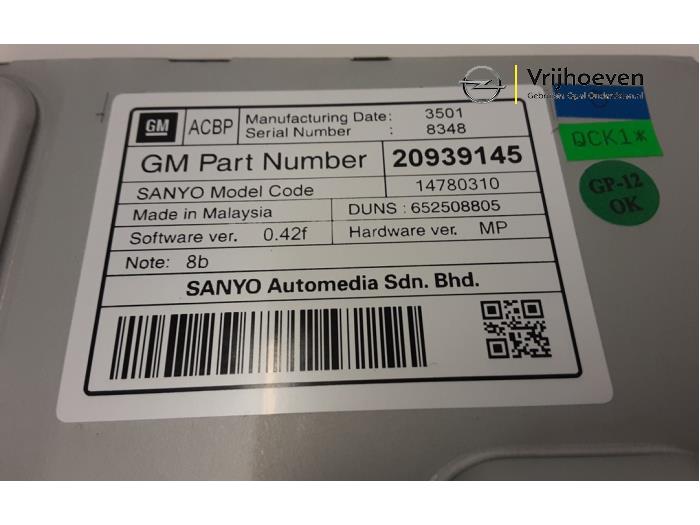 Vrijhoeven
GM ACBP Manufacturing Date: 3501
Serial Number : 8348
GM Part Number 20939145
SANYO Model Code 14780310
Made in Malaysia DUNS : 652508805
Software ver. 0.42f Hardware ver. MP
Note: 8b
SANYO Automedia Sdn. Bhd.
QCK1*
GP-12
OK